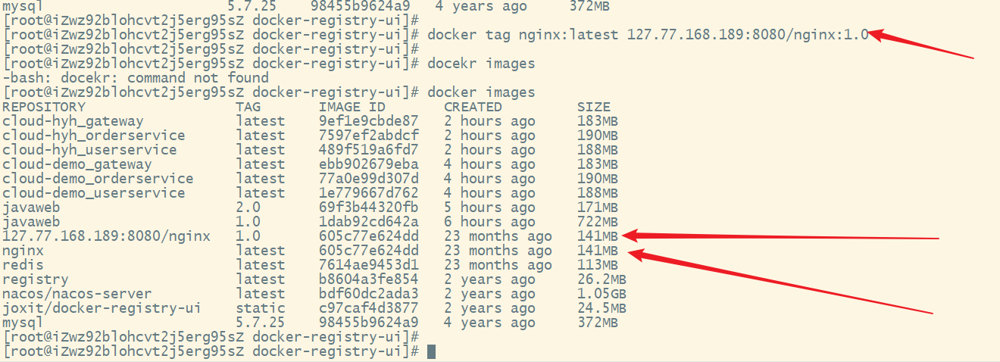 mysql 5.7.25 98455b9624a9 4 years ago 372MB
[root@iZwz92blohcvt2j5erg95sZ docker-registry-ui]#
[root@iZwz92blohcvt2j5erg95sZ docker-registry-ui]# docker tag nginx:latest 127.77.168.189:8080/nginx:1.0
[root@iZwz92blohcvt2j5erg95sZ docker-registry-ui]#
[root@iZwz92blohcvt2j5erg95sZ docker-registry-ui]# docekr images
-bash: docekr: command not found
[root@iZwz92blohcvt2j5erg95sZ docker-registry-ui]# docker images
REPOSITORY TAG IMAGE ID CREATED SIZE
cloud-hyh_gateway latest 9ef1e9cbde87 2 hours ago 183MB
cloud-hyh_orderservice latest 7597ef2abdcf 2 hours ago 190MB
cloud-hyh_userservice latest 489f519a6fd7 2 hours ago 188MB
cloud-demo_gateway latest ebb902679eba 4 hours ago 183MB
cloud-demo_orderservice latest 77a0e99d307d 4 hours ago 190MB
cloud-demo_userservice latest 1e779667d762 4 hours ago 188MB
javaweb 2.0 69f3b44320fb 5 hours ago 171MB
javaweb 1.0 1dab92cd642a 6 hours ago 722MB
127.77.168.189:8080/nginx 1.0 605c77e624dd 23 months ago 141MB
nginx latest 605c77e624dd 23 months ago 141MB
redis latest 7614ae9453d1 23 months ago 113MB
registry latest b8604a3fe854 2 years ago 26.2MB
nacos/nacos-server latest bdf60dc2ada3 2 years ago 1.05GB
joxit/docker-registry-ui static c97caf4d3877 2 years ago 24.5MB
mysql 5.7.25 98455b9624a9 4 years ago 372MB
[root@iZwz92blohcvt2j5erg95sZ docker-registry-ui]#
[root@iZwz92blohcvt2j5erg95sZ docker-registry-ui]#